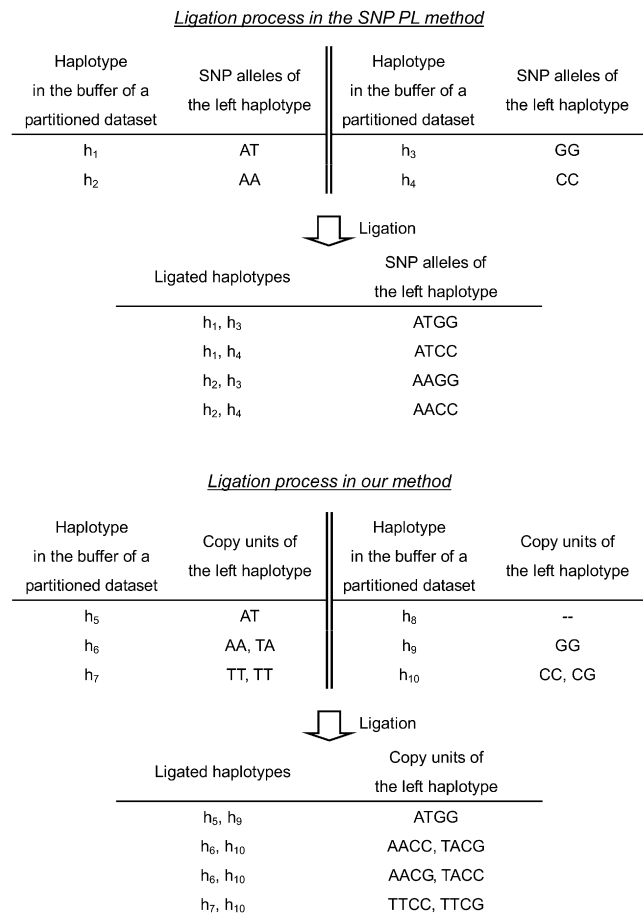 Ligation process in the SNP PL method
Haplotype in the buffer of a partitioned dataset
SNP alleles of the left haplotype
Haplotype in the buffer of a partitioned dataset
SNP alleles of the left haplotype
h1 AT h3 GG
h2 AA h4 CC
Ligation
Ligated haplotypes
SNP alleles of the left haplotype
h1, h3 ATGG
h1, h4 ATCC
h2, h3 AAGG
h2, h4 AACC
Ligation process in our method
Haplotype in the buffer of a partitioned dataset
Copy units of the left haplotype
Haplotype in the buffer of a partitioned dataset
Copy units of the left haplotype
h5 AT h8 --
h6 AA, TA h9 GG
h7 TT, TT h10 CC, CG
Ligation
Ligated haplotypes
Copy units of the left haplotype
h5, h9 ATGG
h6, h10 AACC, TACG
h6, h10 AACG, TACC
h7, h10 TTCC, TTCG